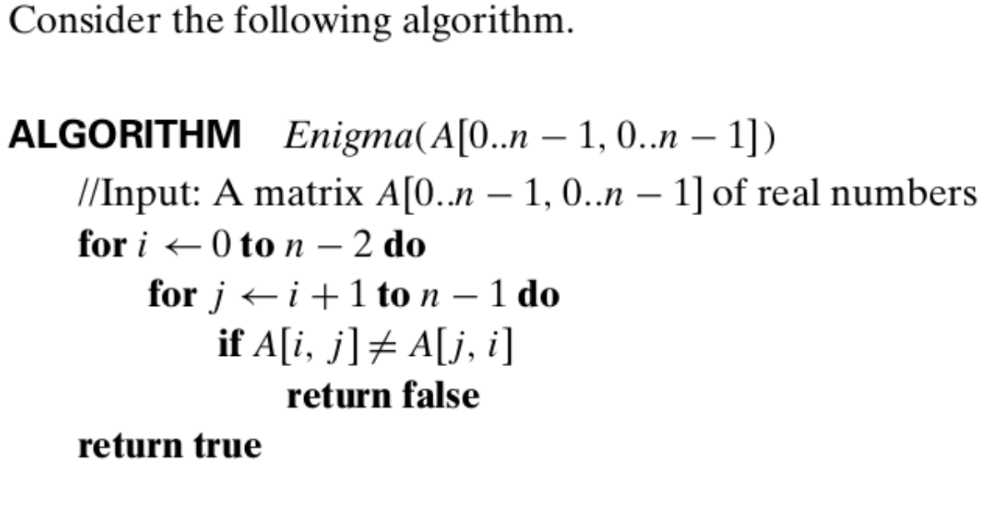 Consider the following algorithm.
ALGORITHM Enigma(A[0..n − 1, 0..n − 1])
//Input: A matrix A[0..n − 1, 0..n − 1] of real numbers
for i ← 0 to n − 2 do
for j ← i + 1 to n − 1 do
if A[i, j] ≠ A[j, i]
return false
return true